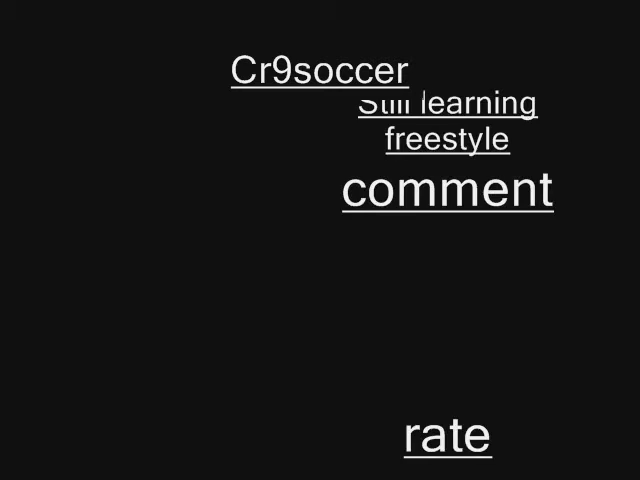 Cr9soccer
Still learning
freestyle
comment
rate